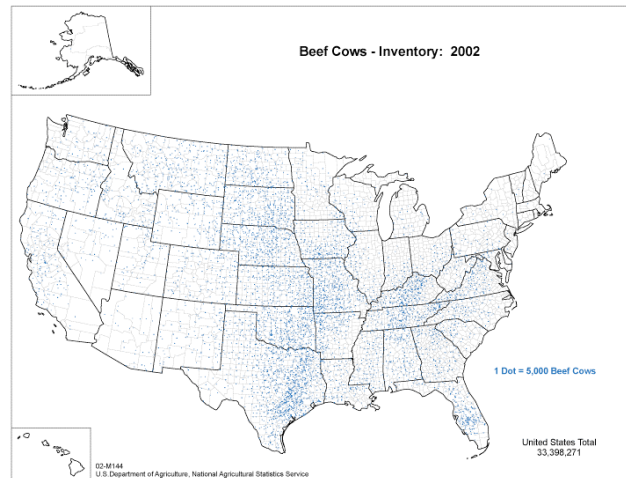 Beef Cows - Inventory: 2002
1 Dot = 5,000 Beef Cows
United States Total
33,398,271
02-M144
U.S.Department of Agriculture, National Agricultural Statistics Service